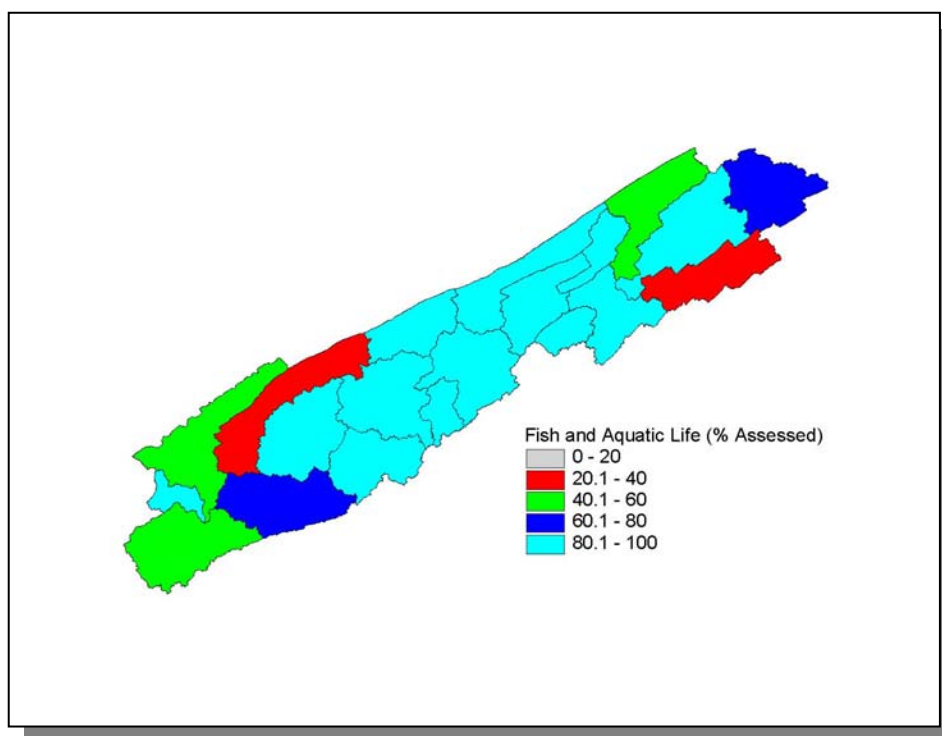 Fish and Aquatic Life (% Assessed)
0 - 20
20.1 - 40
40.1 - 60
60.1 - 80
80.1 - 100